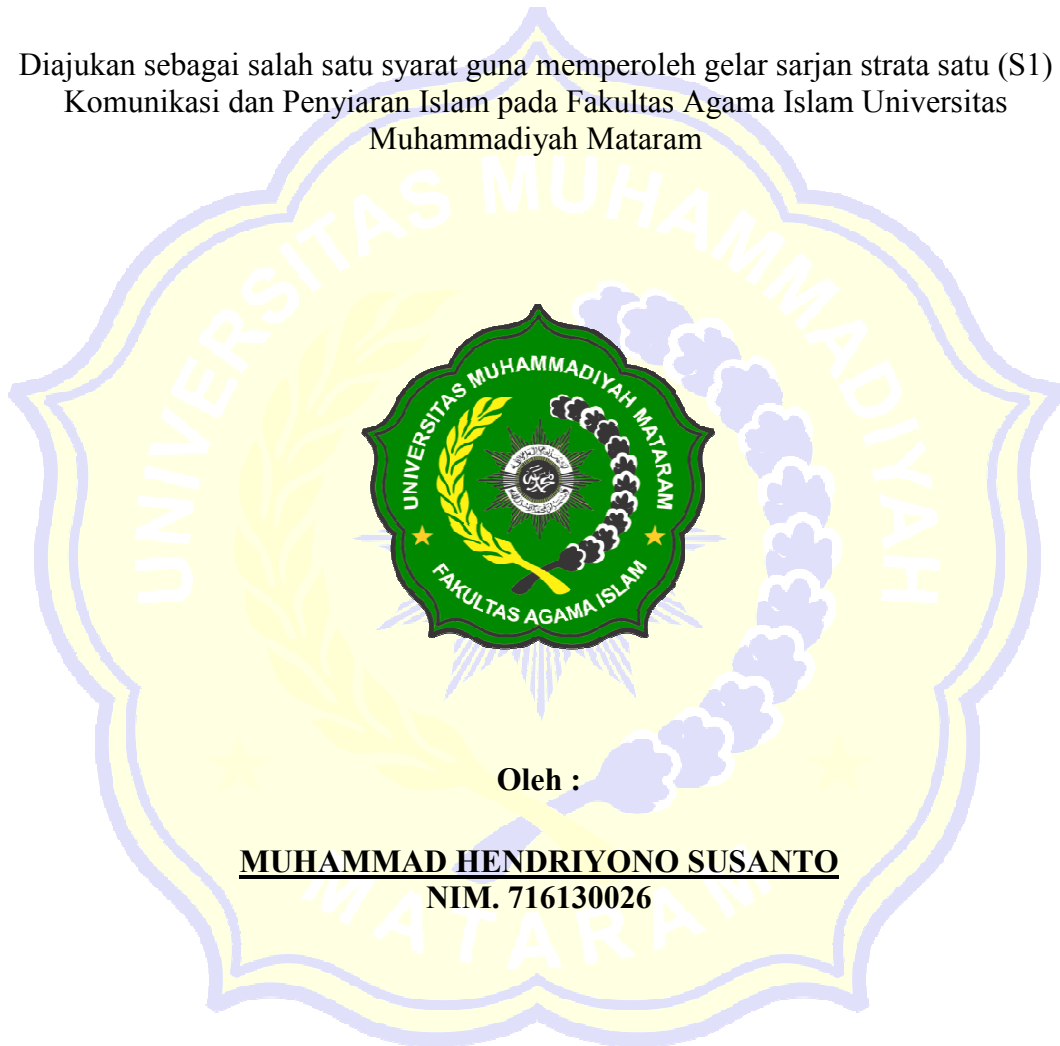 Diajukan sebagai salah satu syarat guna memperoleh gelar sarjan strata satu (S1)
Komunikasi dan Penyiaran Islam pada Fakultas Agama Islam Universitas
Muhammadiyah Mataram
UNIVERSITAS MUHAMMADIYAH
UNIVERSITAS MUHAMMADIYAH MATARAM
FAKULTAS AGAMA ISLAM
Oleh :
MUHAMMAD HENDRIYONO SUSANTO
NIM. 716130026
MATARAM